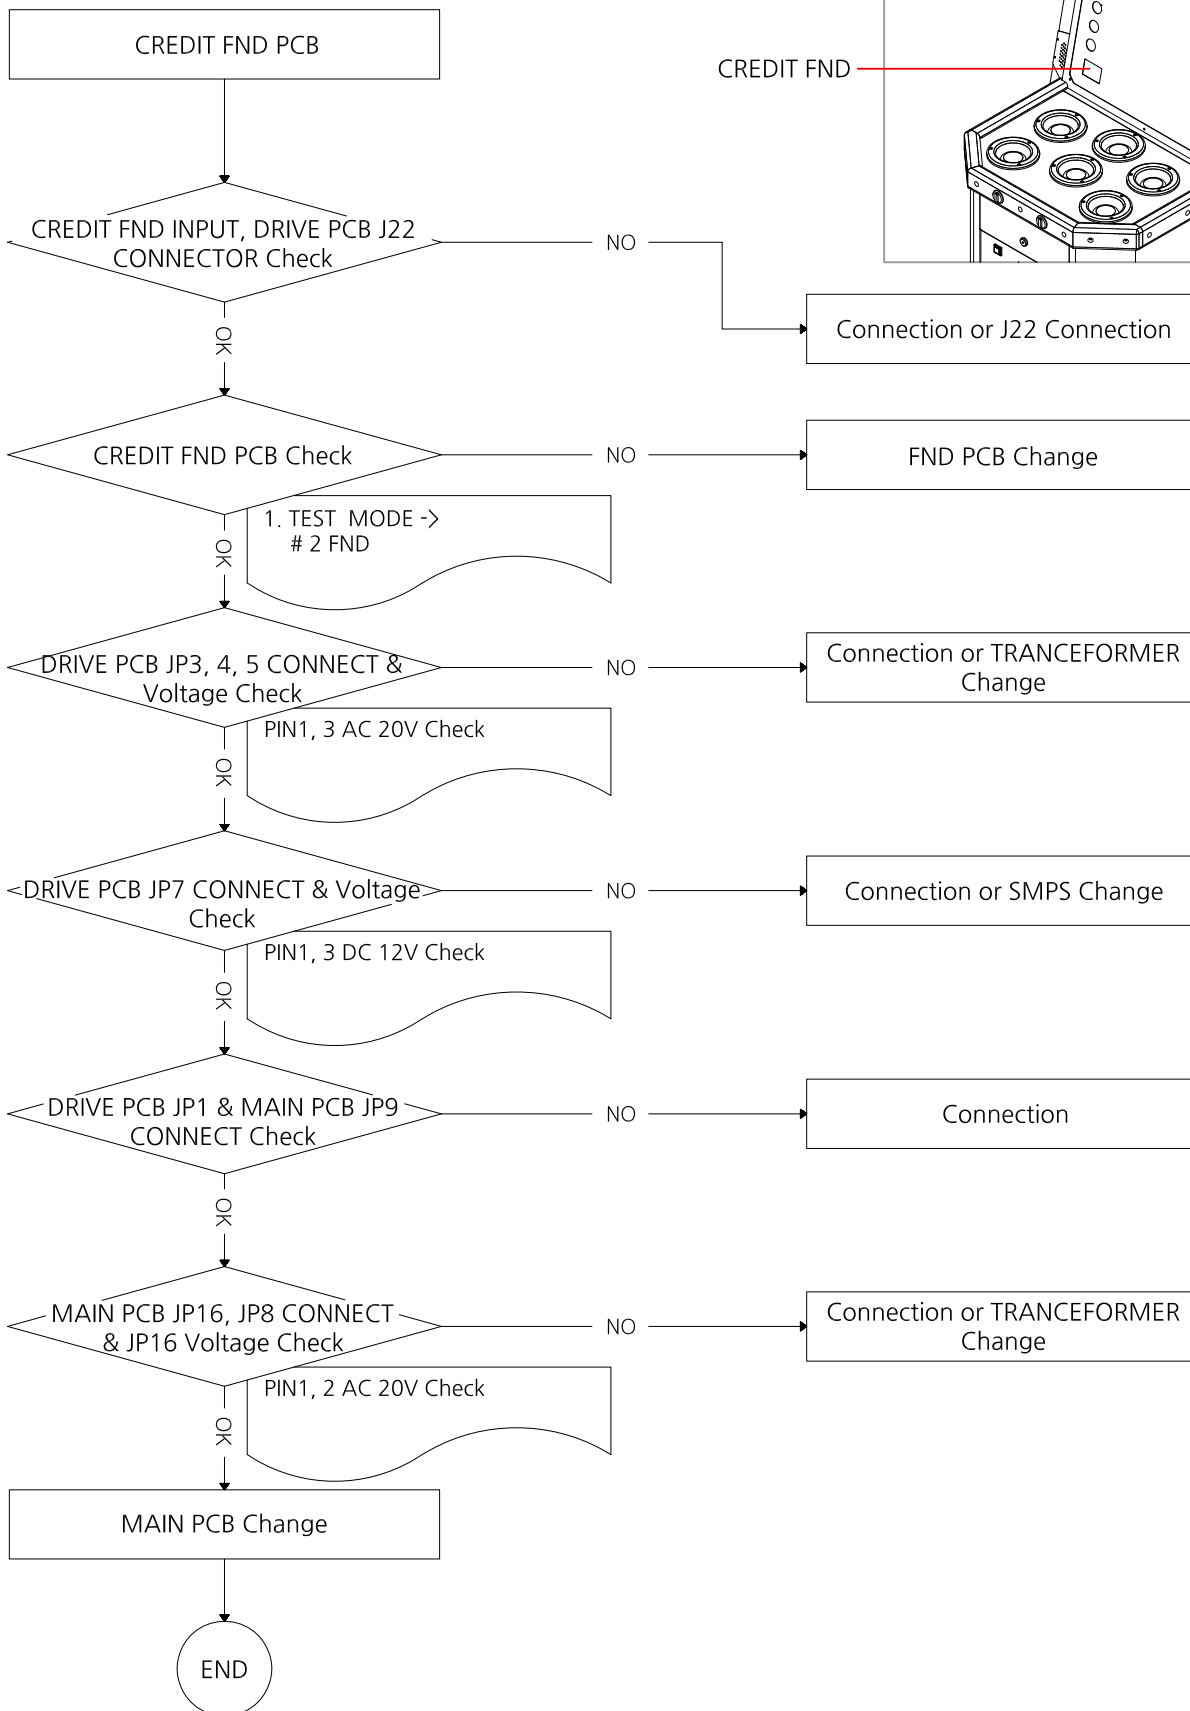 CREDIT FND PCB
CREDIT FND
CREDIT FND INPUT, DRIVE PCB J22
CONNECTOR Check
NO
Connection or J22 Connection
OK
CREDIT FND PCB Check
NO
FND PCB Change
1. TEST MODE ->
# 2 FND
OK
DRIVE PCB JP3, 4, 5 CONNECT &
Voltage Check
NO
Connection or TRANCEFORMER
Change
PIN1, 3 AC 20V Check
OK
DRIVE PCB JP7 CONNECT & Voltage
Check
NO
Connection or SMPS Change
PIN1, 3 DC 12V Check
OK
DRIVE PCB JP1 & MAIN PCB JP9
CONNECT Check
NO
Connection
OK
MAIN PCB JP16, JP8 CONNECT
& JP16 Voltage Check
NO
Connection or TRANCEFORMER
Change
PIN1, 2 AC 20V Check
OK
MAIN PCB Change
END